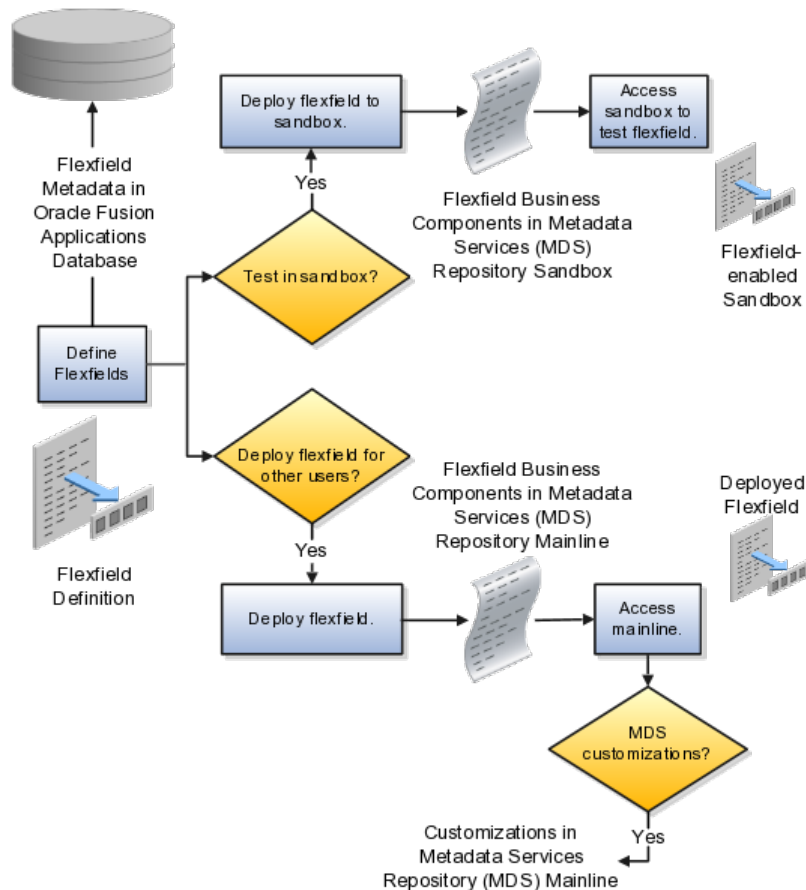 Deploy flexfield to
sandbox.
Access
sandbox to
test flexfield.
Flexfield
Metadata in
Oracle Fusion
Applications
Database
Yes
Flexfield Business
Components in Metadata
Services (MDS)
Repository Sandbox
Flexfield-
enabled
Sandbox
Test in sandbox?
Define
Flexfields
Deploy flexfield for
other users?
Flexfield Business
Components in Metadata
Services (MDS)
Repository Mainline
Deployed
Flexfield
Yes
Flexfield
Definition
Deploy flexfield.
Access
mainline.
MDS
customizations?
Yes
Customizations in
Metadata Services
Repository (MDS) Mainline